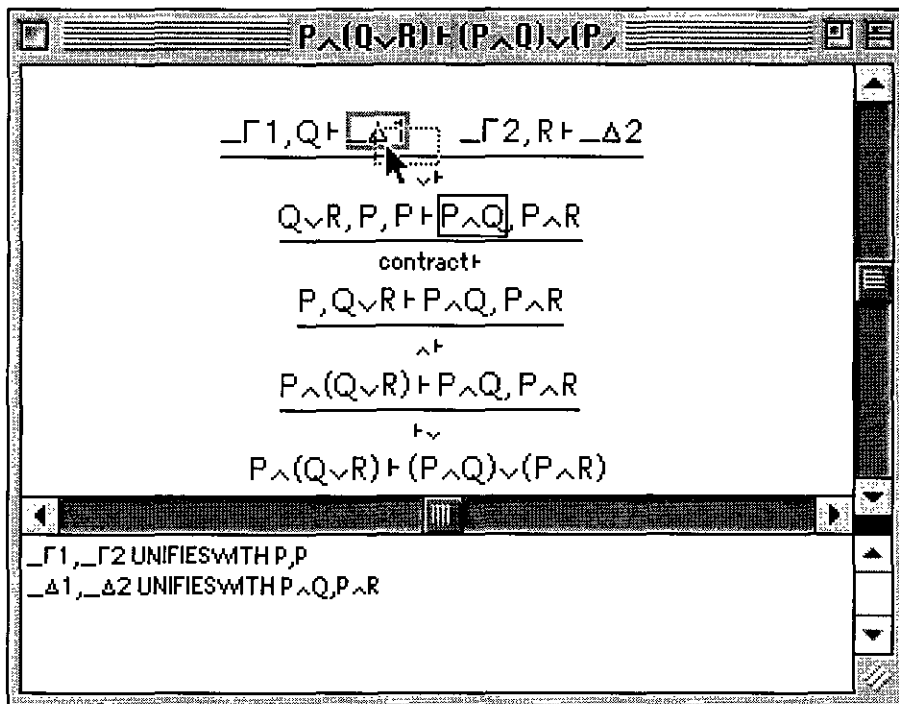 P∧(Q∨R)⊢(P∧Q)∨(P∧
_Γ1,Q⊢_Δ1 _Γ2,R⊢_Δ2
∨⊢
Q∨R,P,P⊢P∧Q,P∧R
contract⊢
P,Q∨R⊢P∧Q,P∧R
∧⊢
P∧(Q∨R)⊢P∧Q,P∧R
⊢∨
P∧(Q∨R)⊢(P∧Q)∨(P∧R)
_Γ1,_Γ2 UNIFIESWITH P,P
_Δ1,_Δ2 UNIFIESWITH P∧Q,P∧R